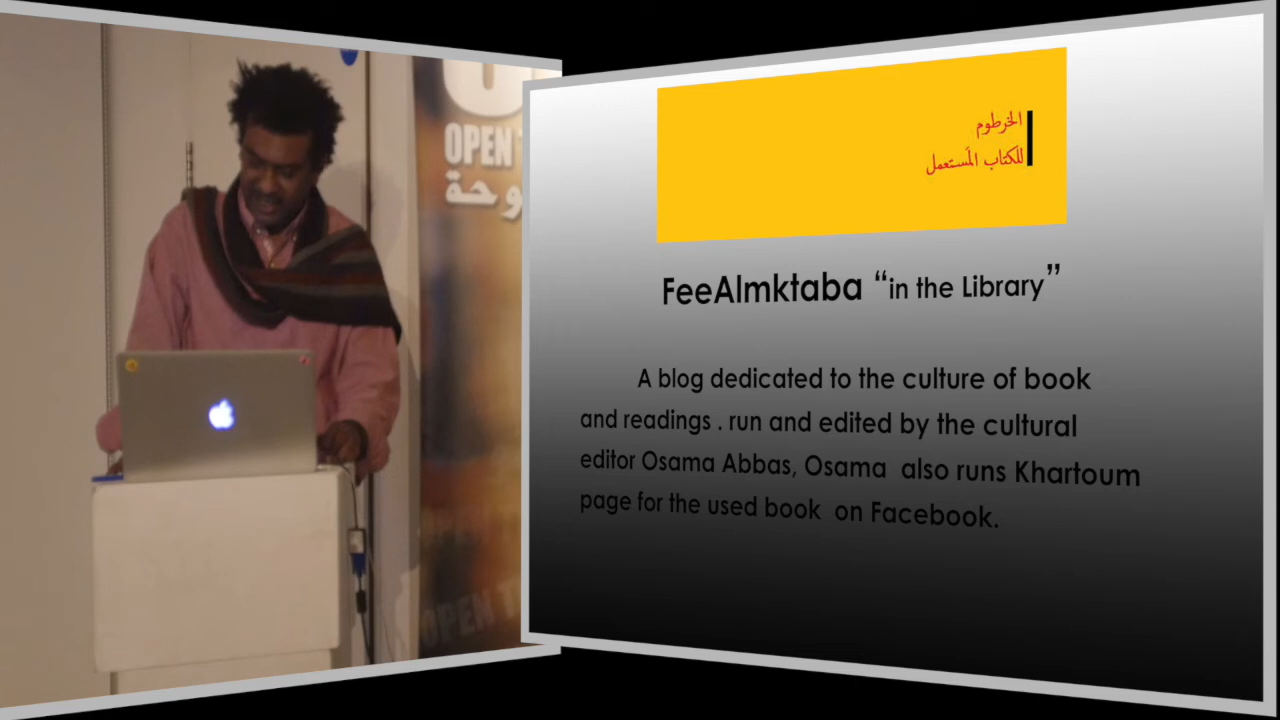 OPEN
وحة
الخرطوم
للكتاب المستعمل
FeeAlmktaba “in the Library”
A blog dedicated to the culture of book
and readings . run and edited by the cultural
editor Osama Abbas, Osama also runs Khartoum
page for the used book on Facebook.
OPEN